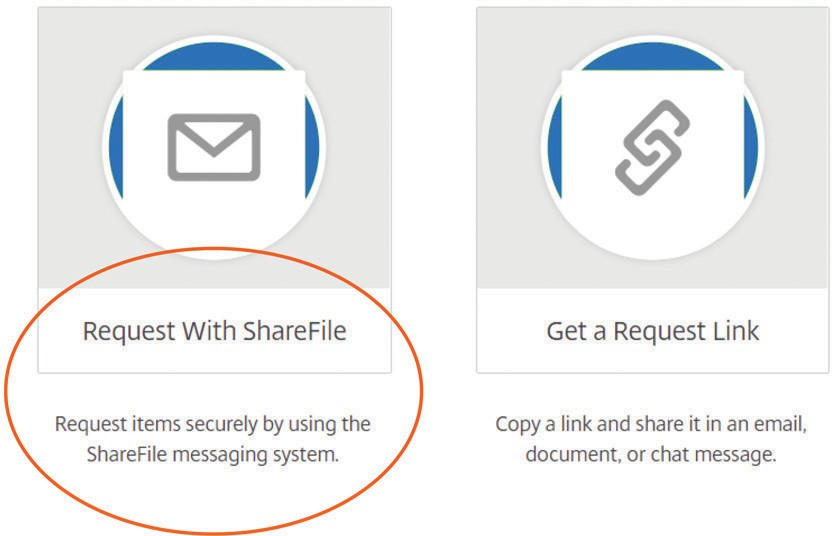 Request With ShareFile
Request items securely by using the
ShareFile messaging system.
Get a Request Link
Copy a link and share it in an email,
document, or chat message.